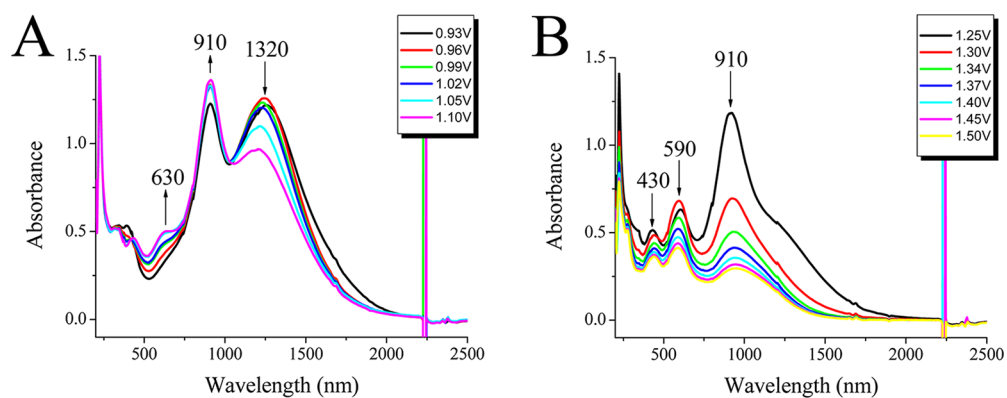 A
910
1320
630
0.93V
0.96V
0.99V
1.02V
1.05V
1.10V
1.5
1.0
0.5
0.0
Absorbance
500 1000 1500 2000 2500
Wavelength (nm)
B
910
590
430
1.25V
1.30V
1.34V
1.37V
1.40V
1.45V
1.50V
1.5
1.0
0.5
0.0
Absorbance
500 1000 1500 2000 2500
Wavelength (nm)